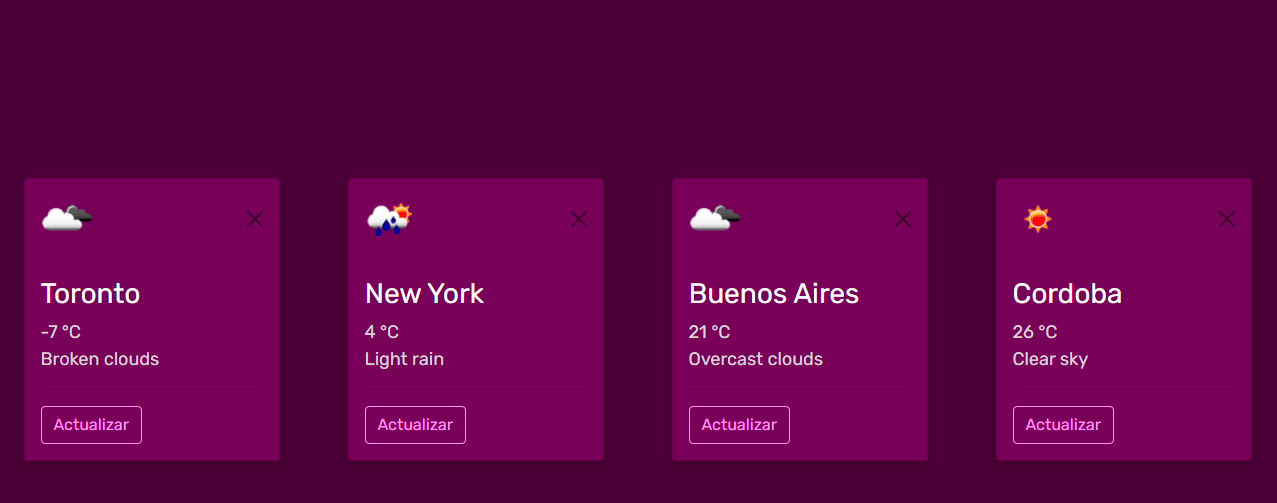 Toronto
-7 °C
Broken clouds
Actualizar
New York
4 °C
Light rain
Actualizar
Buenos Aires
21 °C
Overcast clouds
Actualizar
Cordoba
26 °C
Clear sky
Actualizar